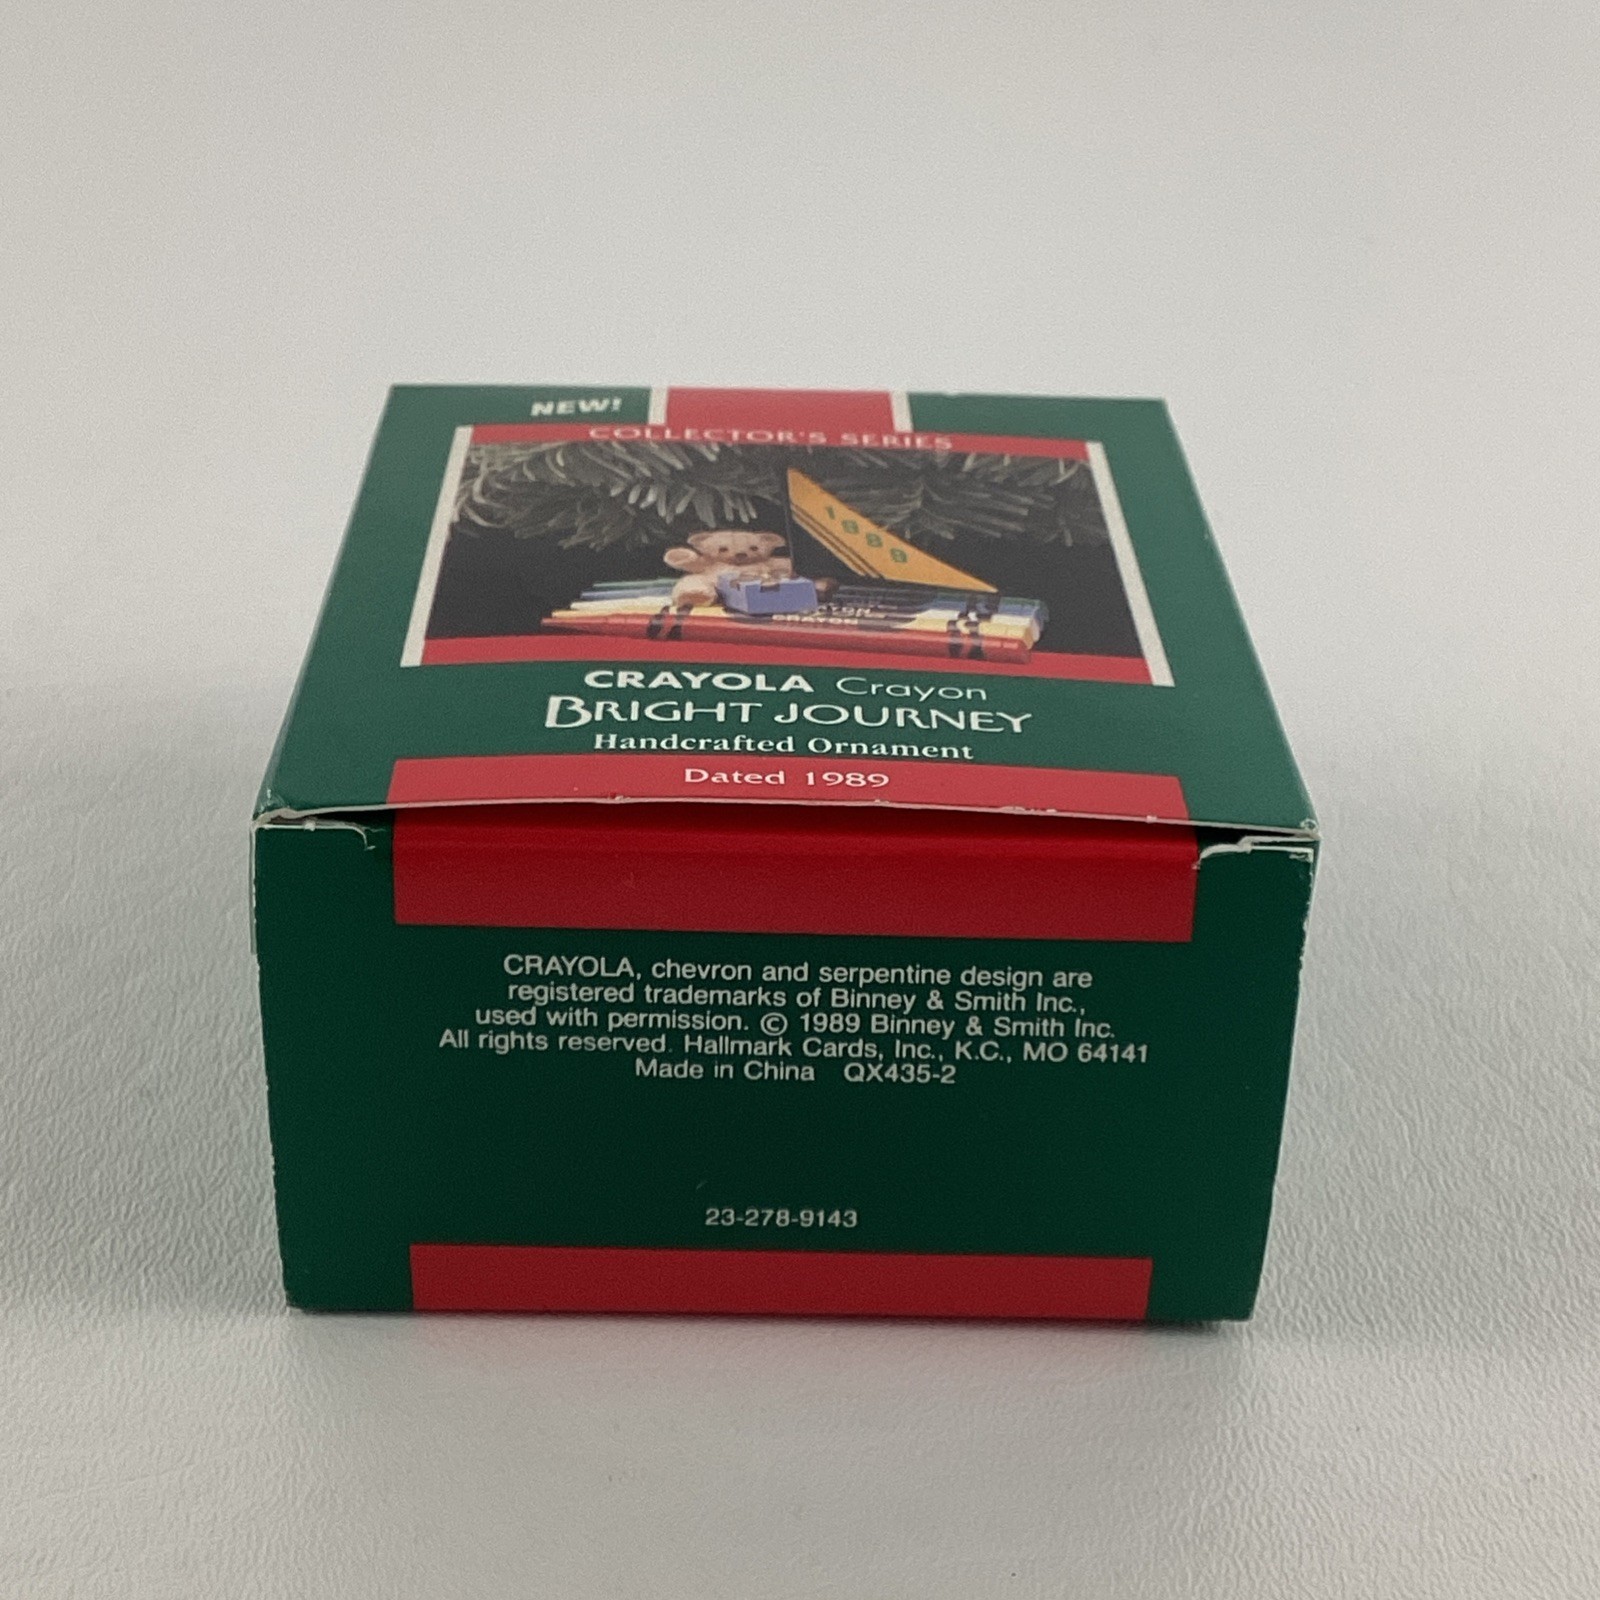 NEW!
COLLECTOR'S SERIES
1989
CRAYON
CRAYON
CRAYOLA Crayon
BRIGHT JOURNEY
Handcrafted Ornament
Dated 1989
CRAYOLA, chevron and serpentine design are
registered trademarks of Binney & Smith Inc.,
used with permission. © 1989 Binney & Smith Inc.
All rights reserved. Hallmark Cards, Inc., K.C., MO 64141
Made in China QX435-2
23-278-9143